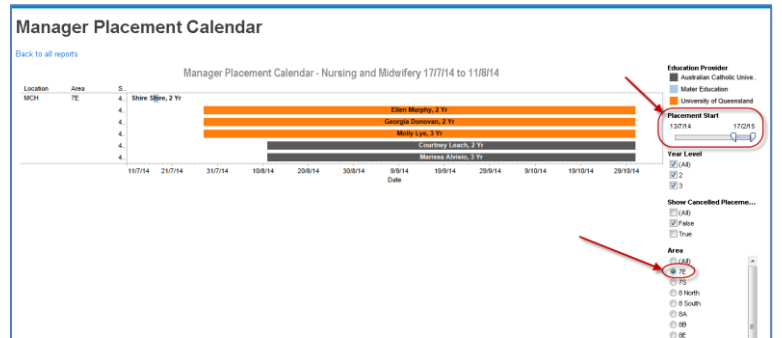 Manager Placement Calendar
Back to all reports
Manager Placement Calendar - Nursing and Midwifery 17/7/14 to 11/8/14
Location Area S..
MCH 7E 4.. Shire Shire, 2 Yr
4.. Ellen Murphy, 2 Yr
4.. Georgia Donovan, 2 Yr
4.. Molly Lye, 3 Yr
4.. Courtney Leach, 2 Yr
4.. Marissa Alvisio, 3 Yr
11/7/14 21/7/14 31/7/14 10/8/14 20/8/14 30/8/14 9/9/14 19/9/14 29/9/14 9/10/14 19/10/14 29/10/14
Date
Education Provider
Australian Catholic Unive..
Mater Education
University of Queensland
Placement Start
13/7/14 17/2/15
Year Level
(All)
2
3
Show Cancelled Placeme...
(All)
False
True
Area
(All)
7E
7S
8 North
8 South
8A
8B
8E